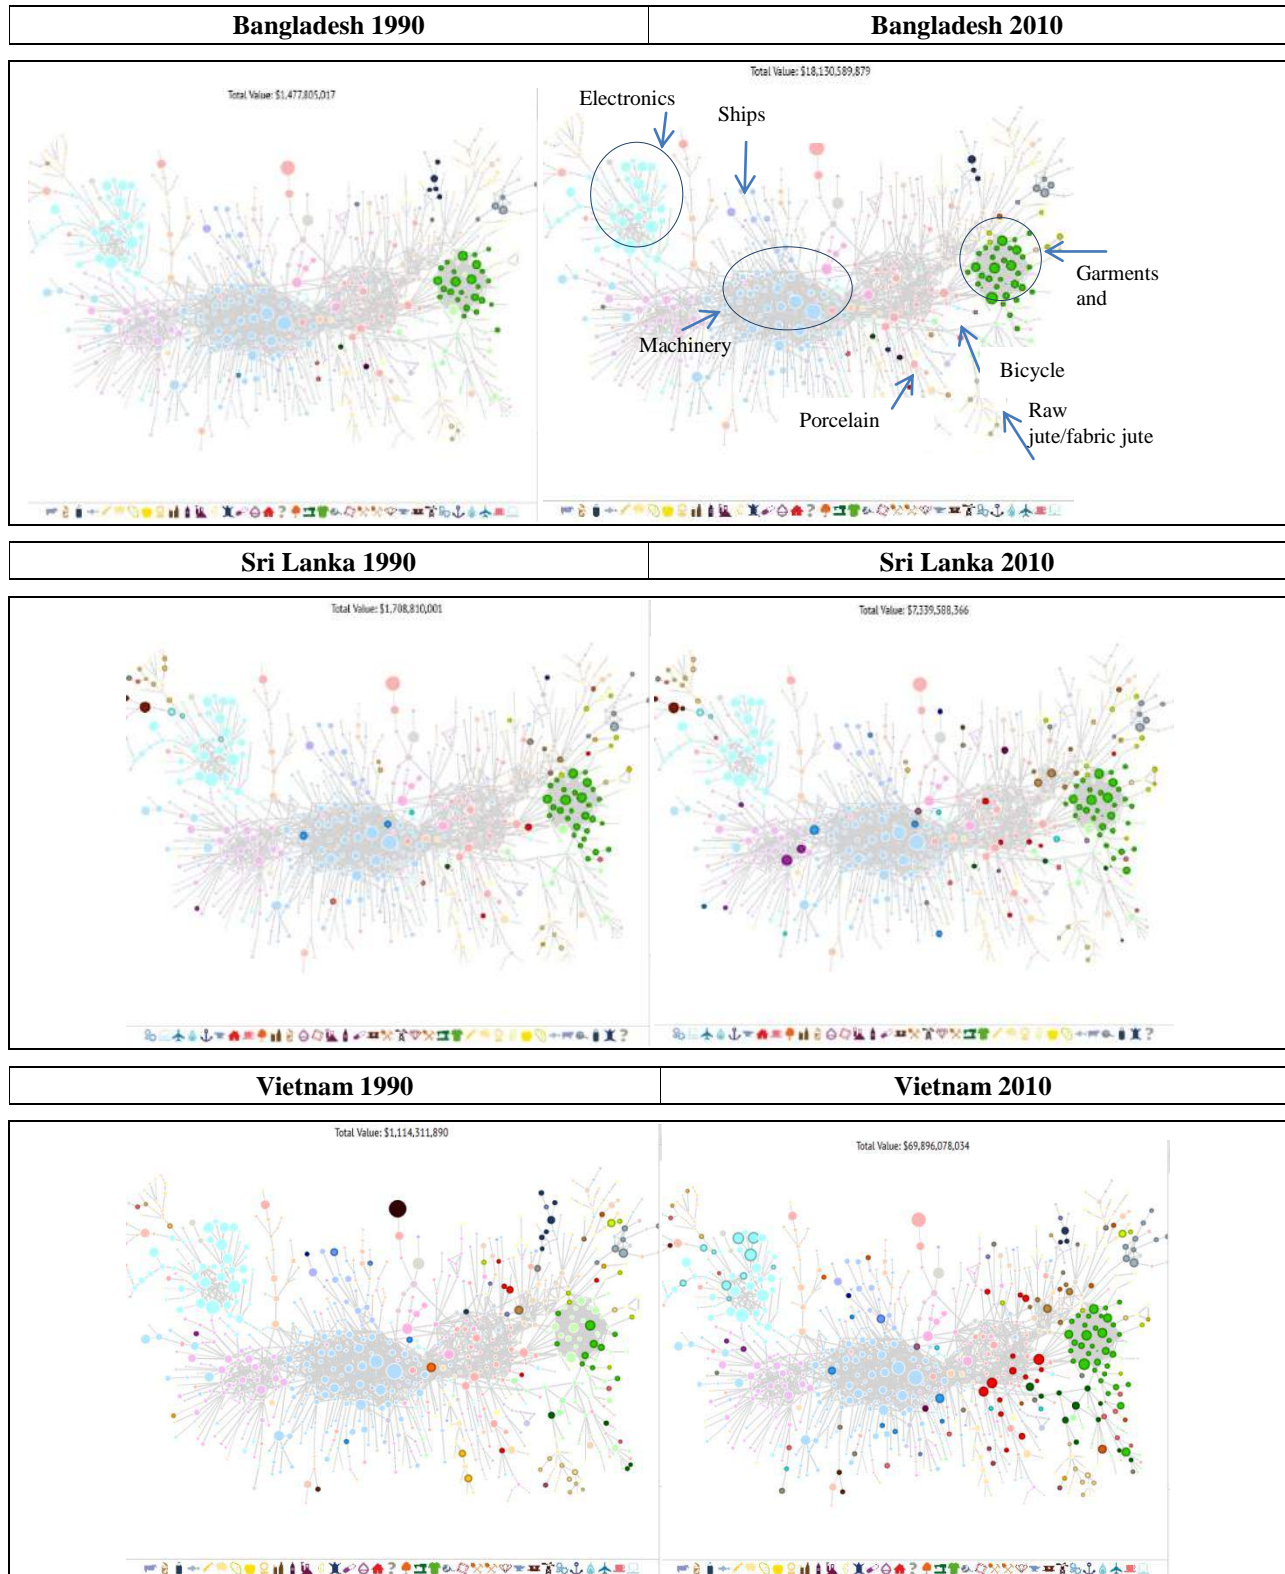 Bangladesh 1990
Bangladesh 2010
Total Value: $1,477,805,017
Total Value: $18,130,589,879
Electronics
Ships
Garments
and
Machinery
Bicycle
Porcelain
Raw
jute/fabric jute
Sri Lanka 1990
Sri Lanka 2010
Total Value: $1,708,810,001
Total Value: $7,339,588,366
Vietnam 1990
Vietnam 2010
Total Value: $1,114,311,890
Total Value: $69,896,078,034